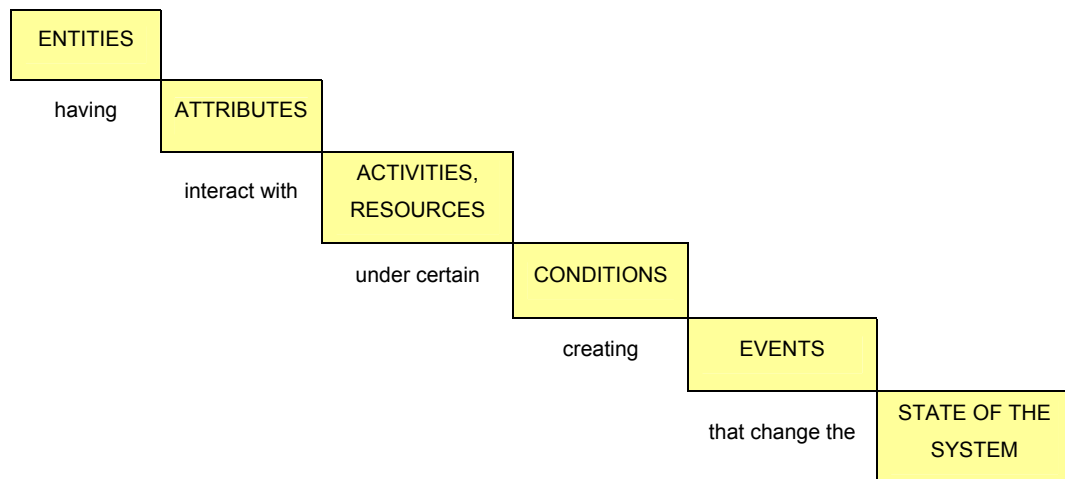 ENTITIES
having
ATTRIBUTES
interact with
ACTIVITIES,
RESOURCES
under certain
CONDITIONS
creating
EVENTS
that change the
STATE OF THE
SYSTEM